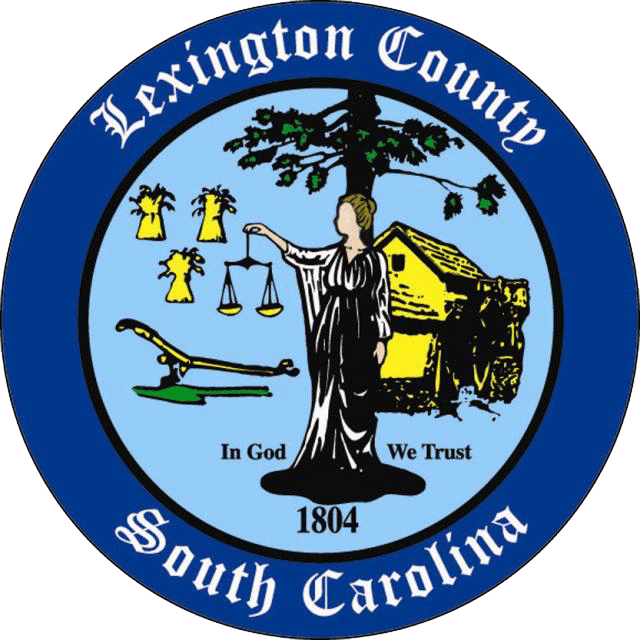 Lexington County
In God We Trust
1804
South Carolina